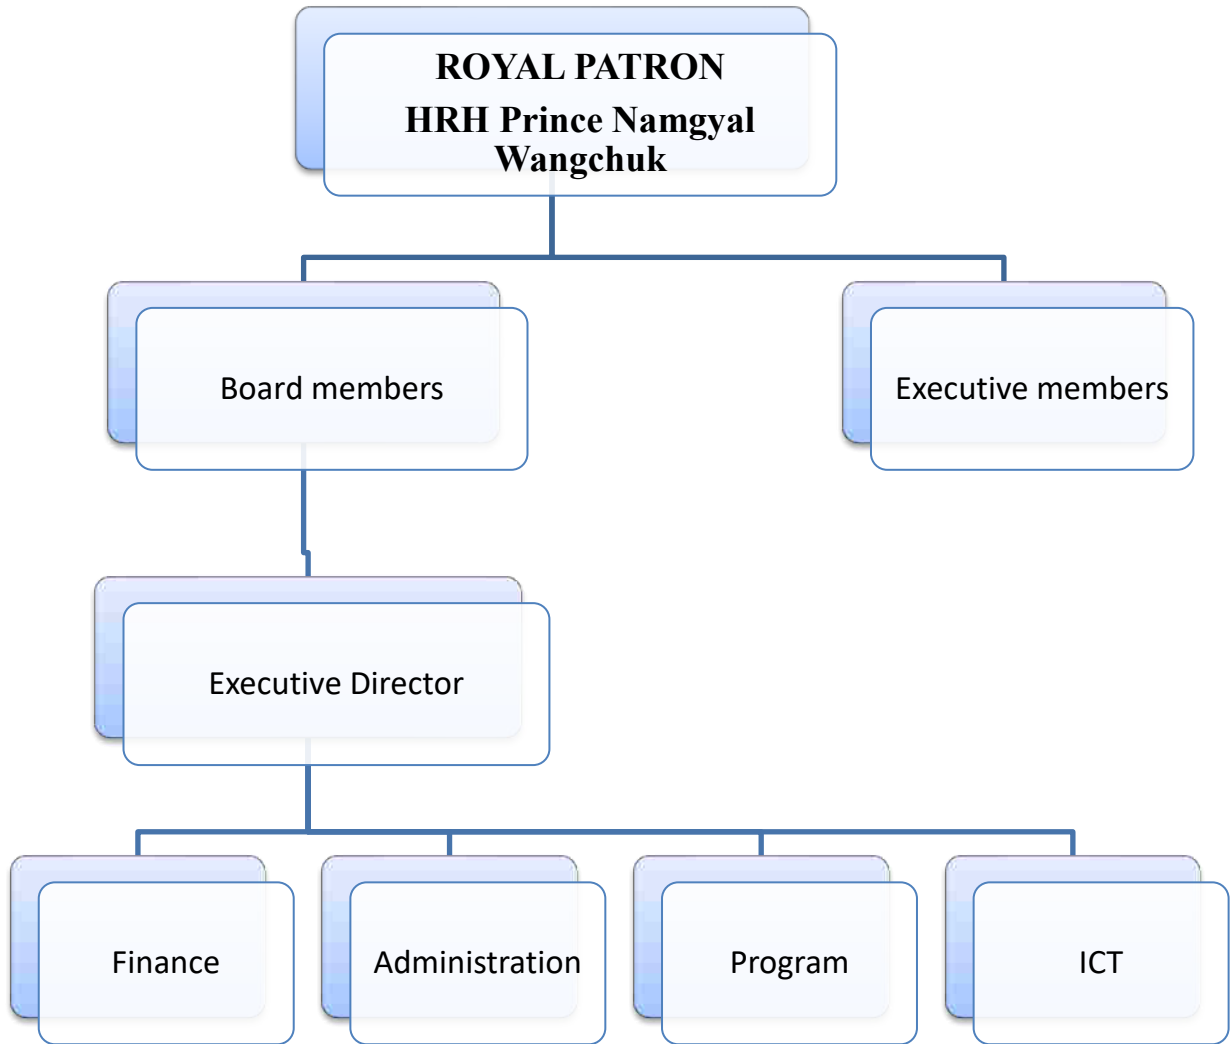 ROYAL PATRON
HRH Prince Namgyal
Wangchuk
Board members
Executive members
Executive Director
Finance
Administration
Program
ICT